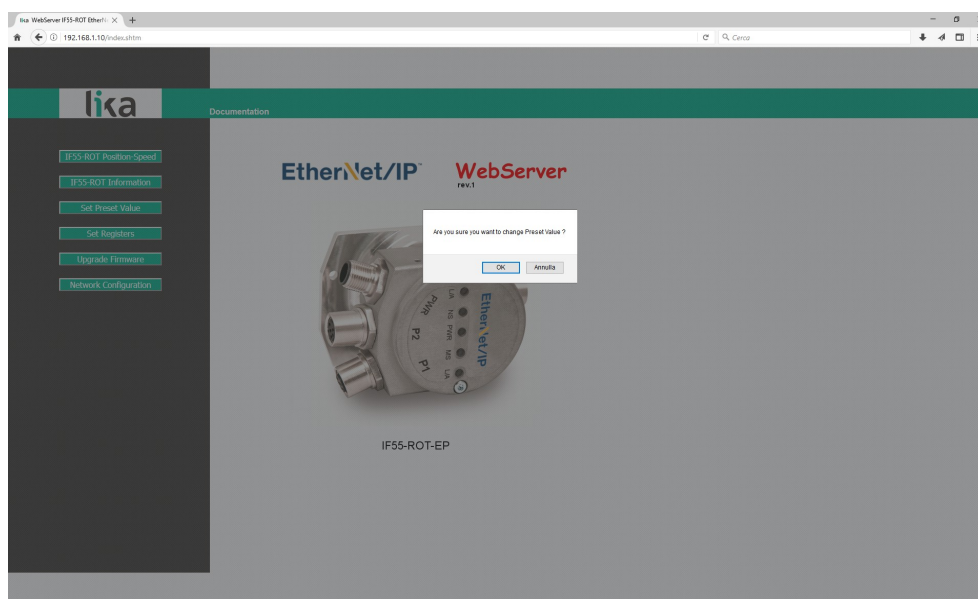 lika WebServer IF55-ROT EtherN
192.168.1.10/index.shtm
Cerca
lika
Documentation
IF55-ROT Position-Speed
IF55-ROT Information
Set Preset Value
Set Registers
Upgrade Firmware
Network Configuration
EtherNet/IP
WebServer
rev.1
Are you sure you want to change Preset Value ?
OK
Annulla
PWR
P2
P1
L/A
NS
PWR
MS
L/A
EtherNet/IP
IF55-ROT-EP